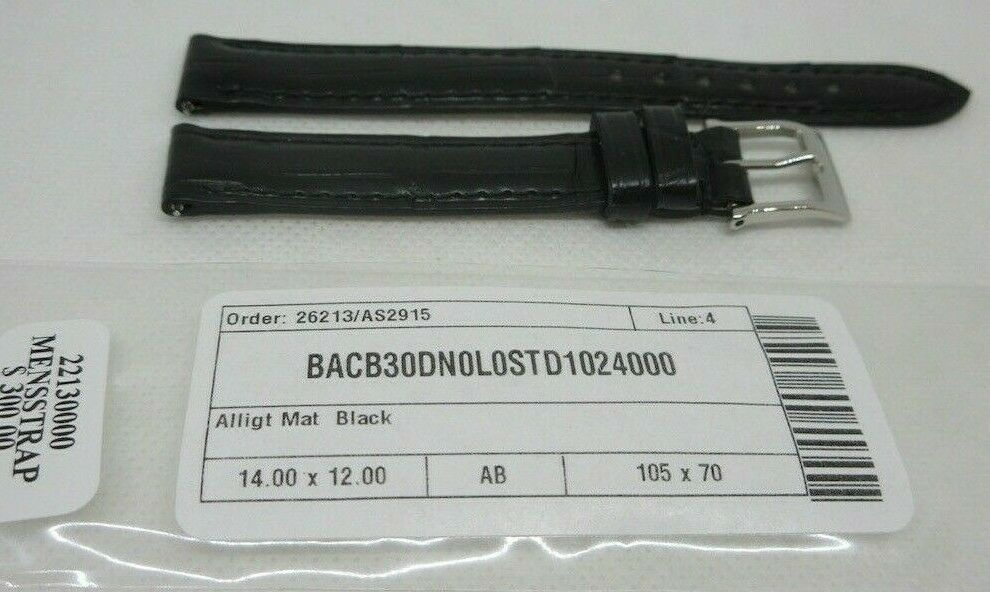 Order: 26213/AS2915
Line:4
BACB30DN0L0STD1024000
Alligt Mat Black
14.00 x 12.00
AB
105 x 70
22130000
MENSSTRAP
$ 300.00